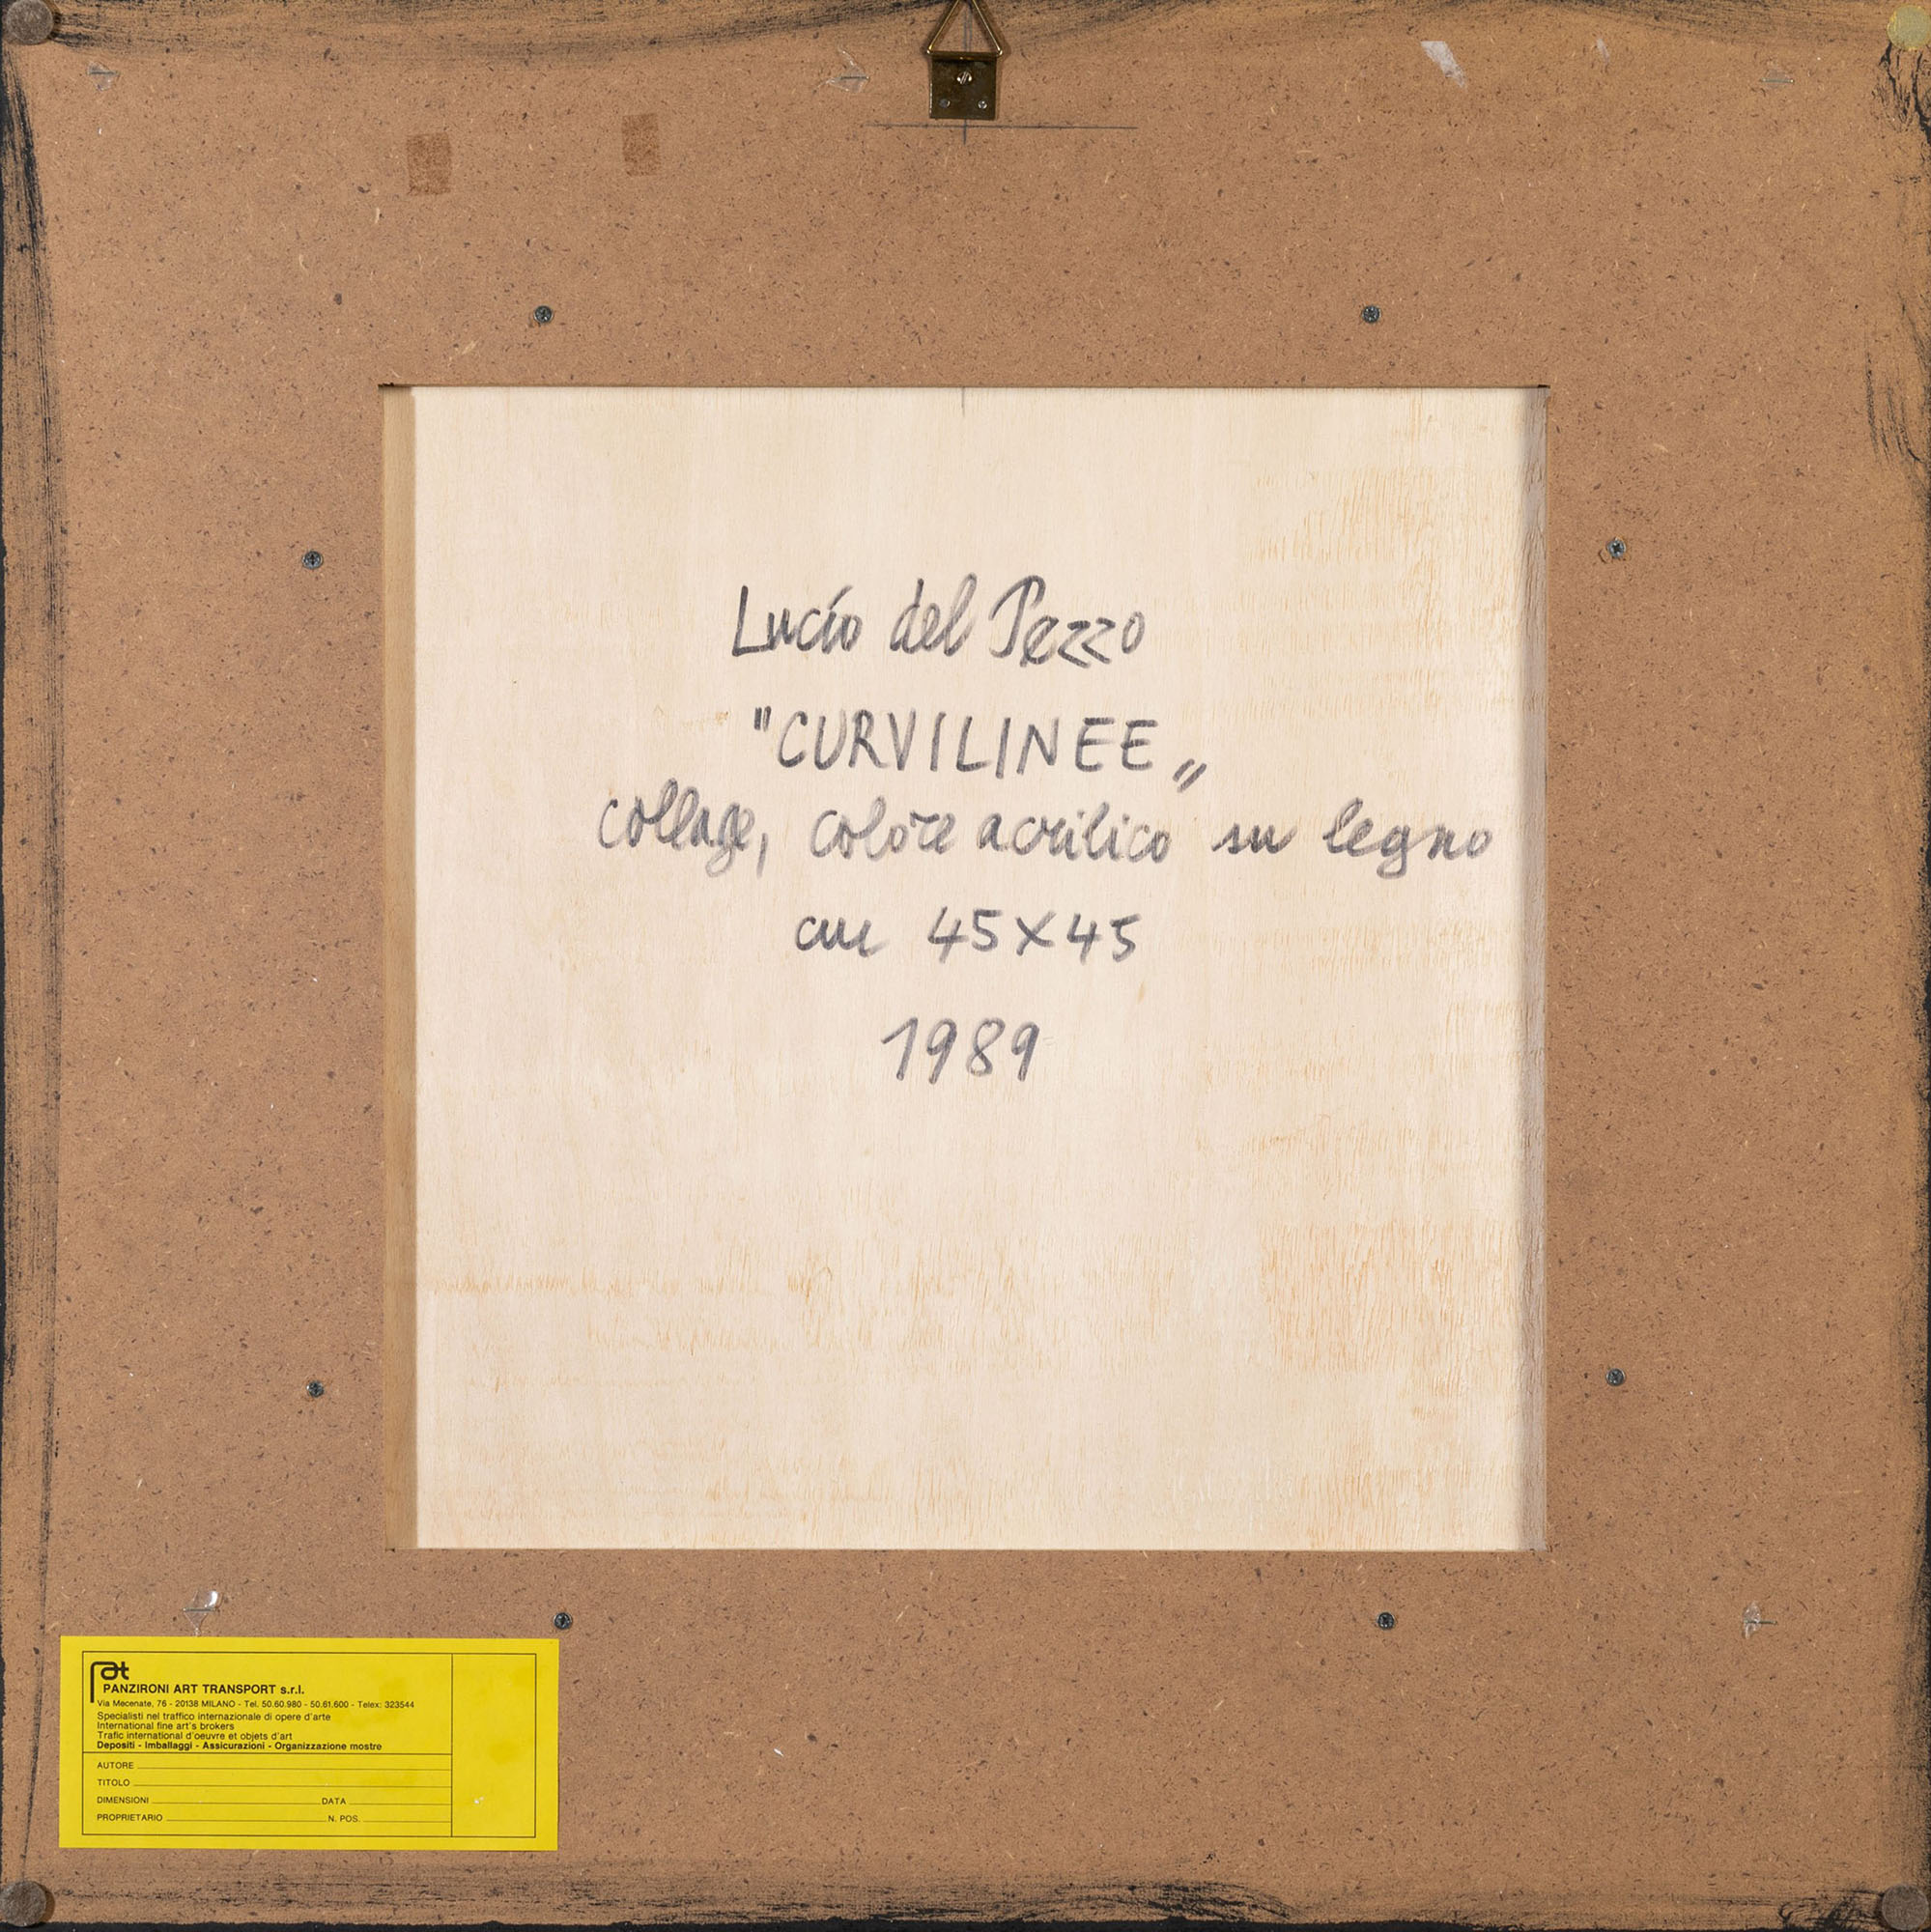 Lucio del Pezzo
"CURVILINEE„
collage, colore acrilico su legno
cm 45x45
1989
PANZIRONI ART TRANSPORT s.r.l.
Via Mecenate, 76 - 20138 MILANO - Tel. 50.60.980 - 50.61.600 - Telex: 323544
Specialisti nel traffico internazionale di opere d'arte
International fine art's brokers
Trafic international d'oeuvre et objets d'art
Depositi - Imballaggi - Assicurazioni - Organizzazione mostre
AUTORE
TITOLO
DIMENSIONI DATA
PROPRIETARIO N. POS.